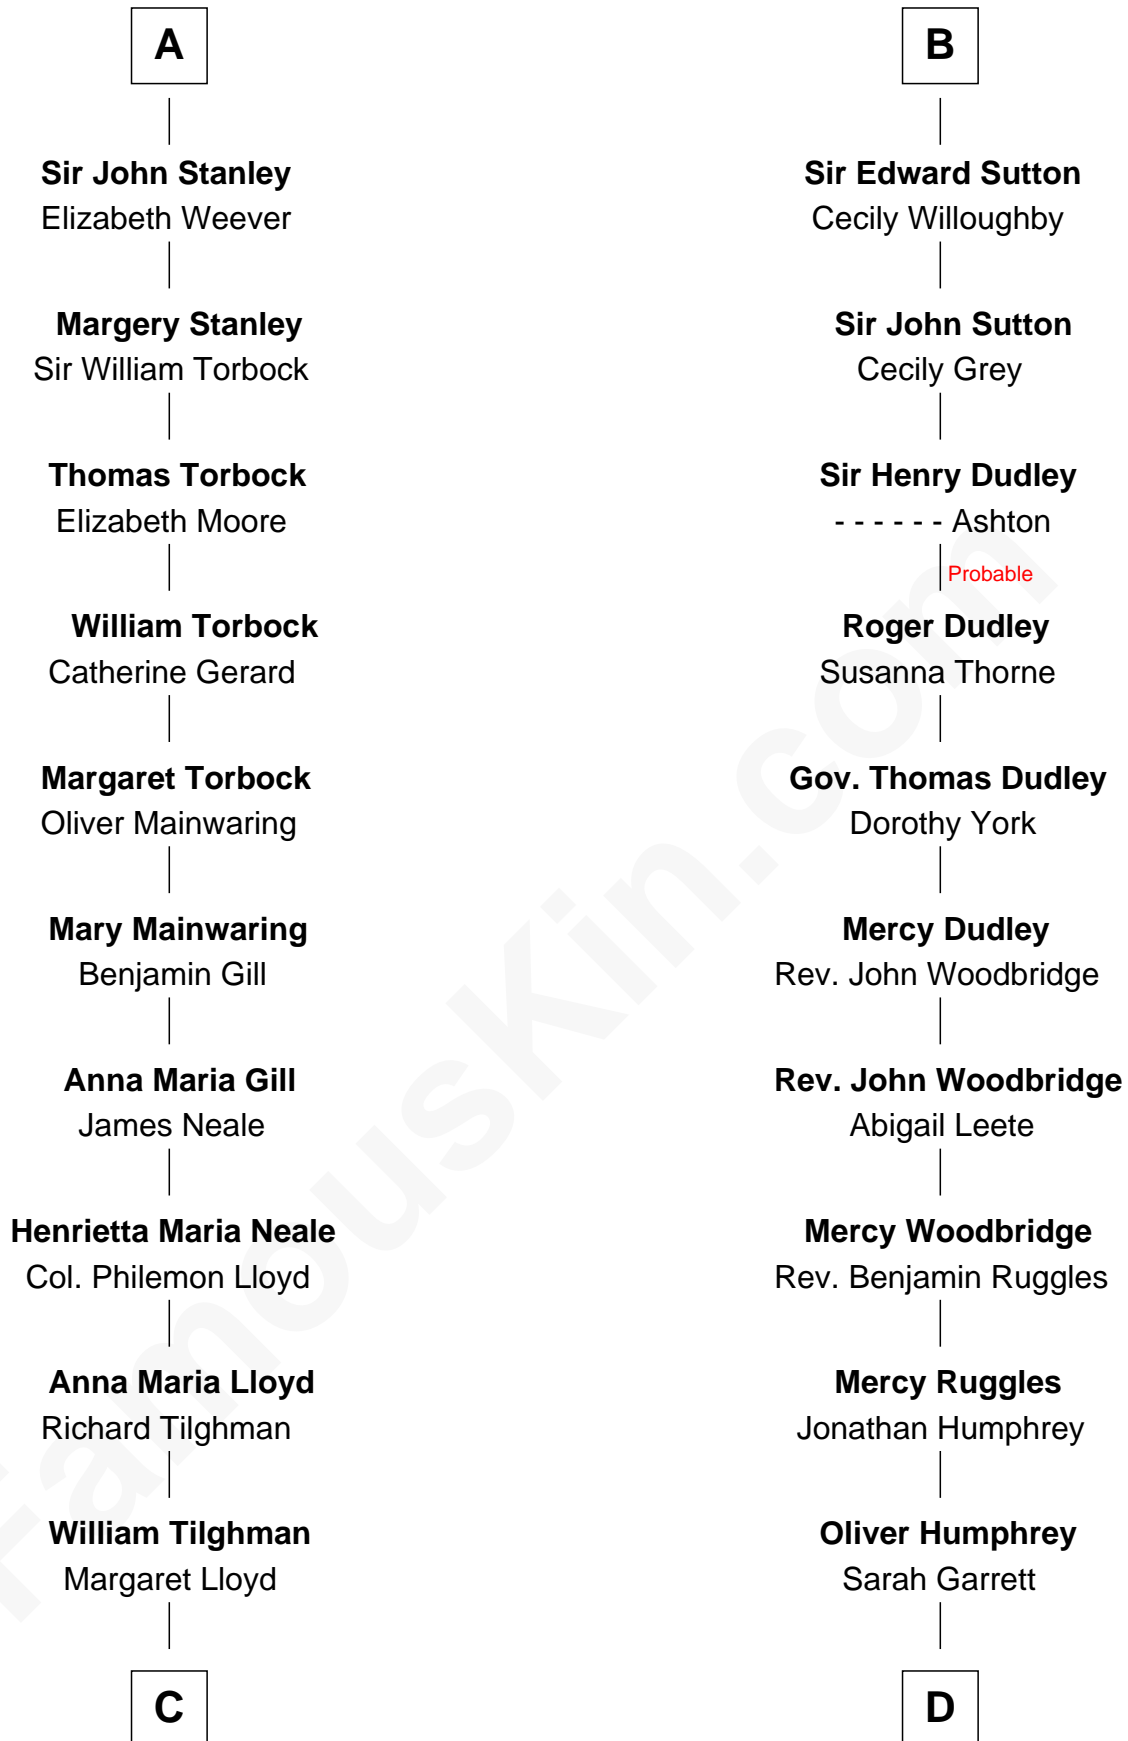 A
Sir John Stanley
Elizabeth Weever
Margery Stanley
Sir William Torbock
Thomas Torbock
Elizabeth Moore
William Torbock
Catherine Gerard
Margaret Torbock
Oliver Mainwaring
Mary Mainwaring
Benjamin Gill
Anna Maria Gill
James Neale
Henrietta Maria Neale
Col. Philemon Lloyd
Anna Maria Lloyd
Richard Tilghman
William Tilghman
Margaret Lloyd
C
B
Sir Edward Sutton
Cecily Willoughby
Sir John Sutton
Cecily Grey
Sir Henry Dudley
- - - - - - Ashton
Probable
Roger Dudley
Susanna Thorne
Gov. Thomas Dudley
Dorothy York
Mercy Dudley
Rev. John Woodbridge
Rev. John Woodbridge
Abigail Leete
Mercy Woodbridge
Rev. Benjamin Ruggles
Mercy Ruggles
Jonathan Humphrey
Oliver Humphrey
Sarah Garrett
D
FamousKin.com